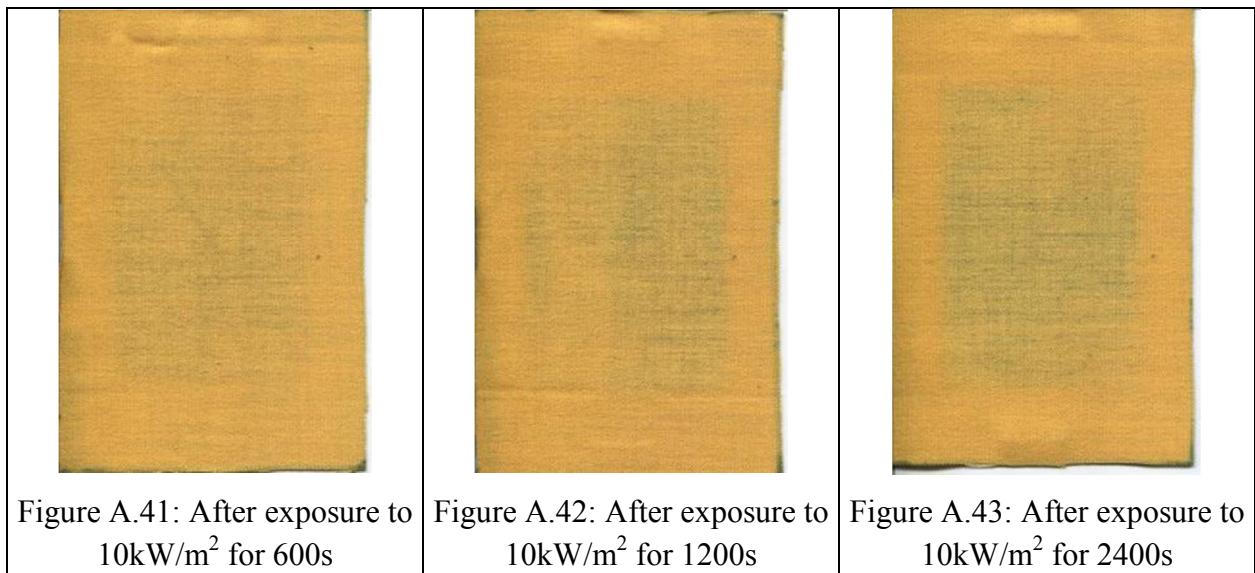 Figure A.41: After exposure to
10kW/m² for 600s
Figure A.42: After exposure to
10kW/m² for 1200s
Figure A.43: After exposure to
10kW/m² for 2400s